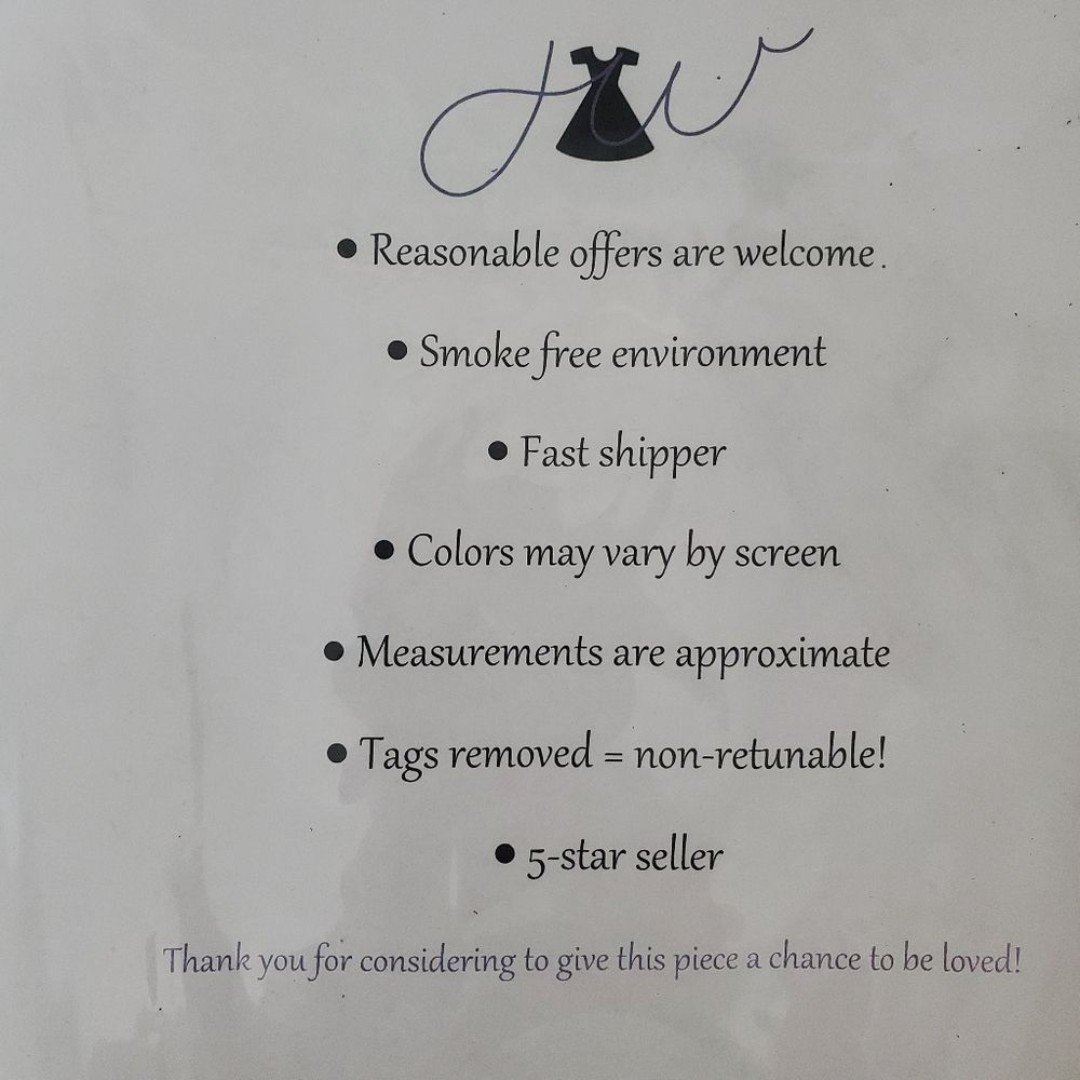 • Reasonable offers are welcome.
• Smoke free environment
• Fast shipper
• Colors may vary by screen
• Measurements are approximate
• Tags removed = non-retunable!
• 5-star seller
Thank you for considering to give this piece a chance to be loved!